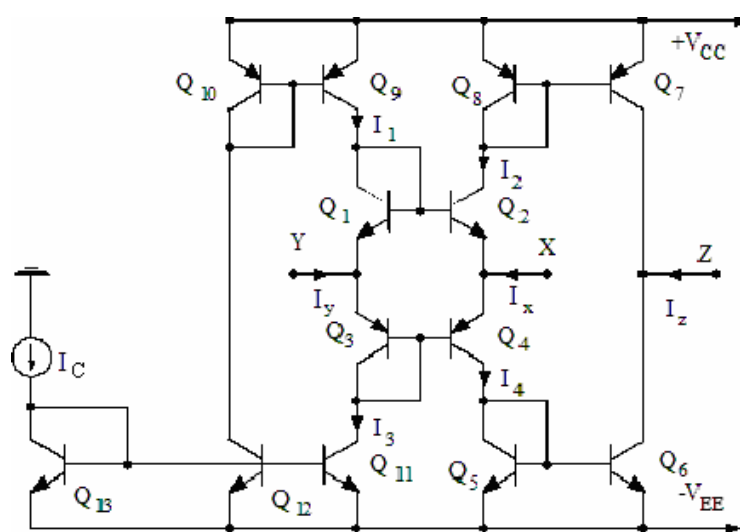 +VCC
Q10 Q9 Q8 Q7
I1
I2
Q1 Q2
Y X Z
Iy Ix Iz
Q3 Q4
IC
I4
I3
Q13 Q12 Q11 Q5 Q6
-VEE